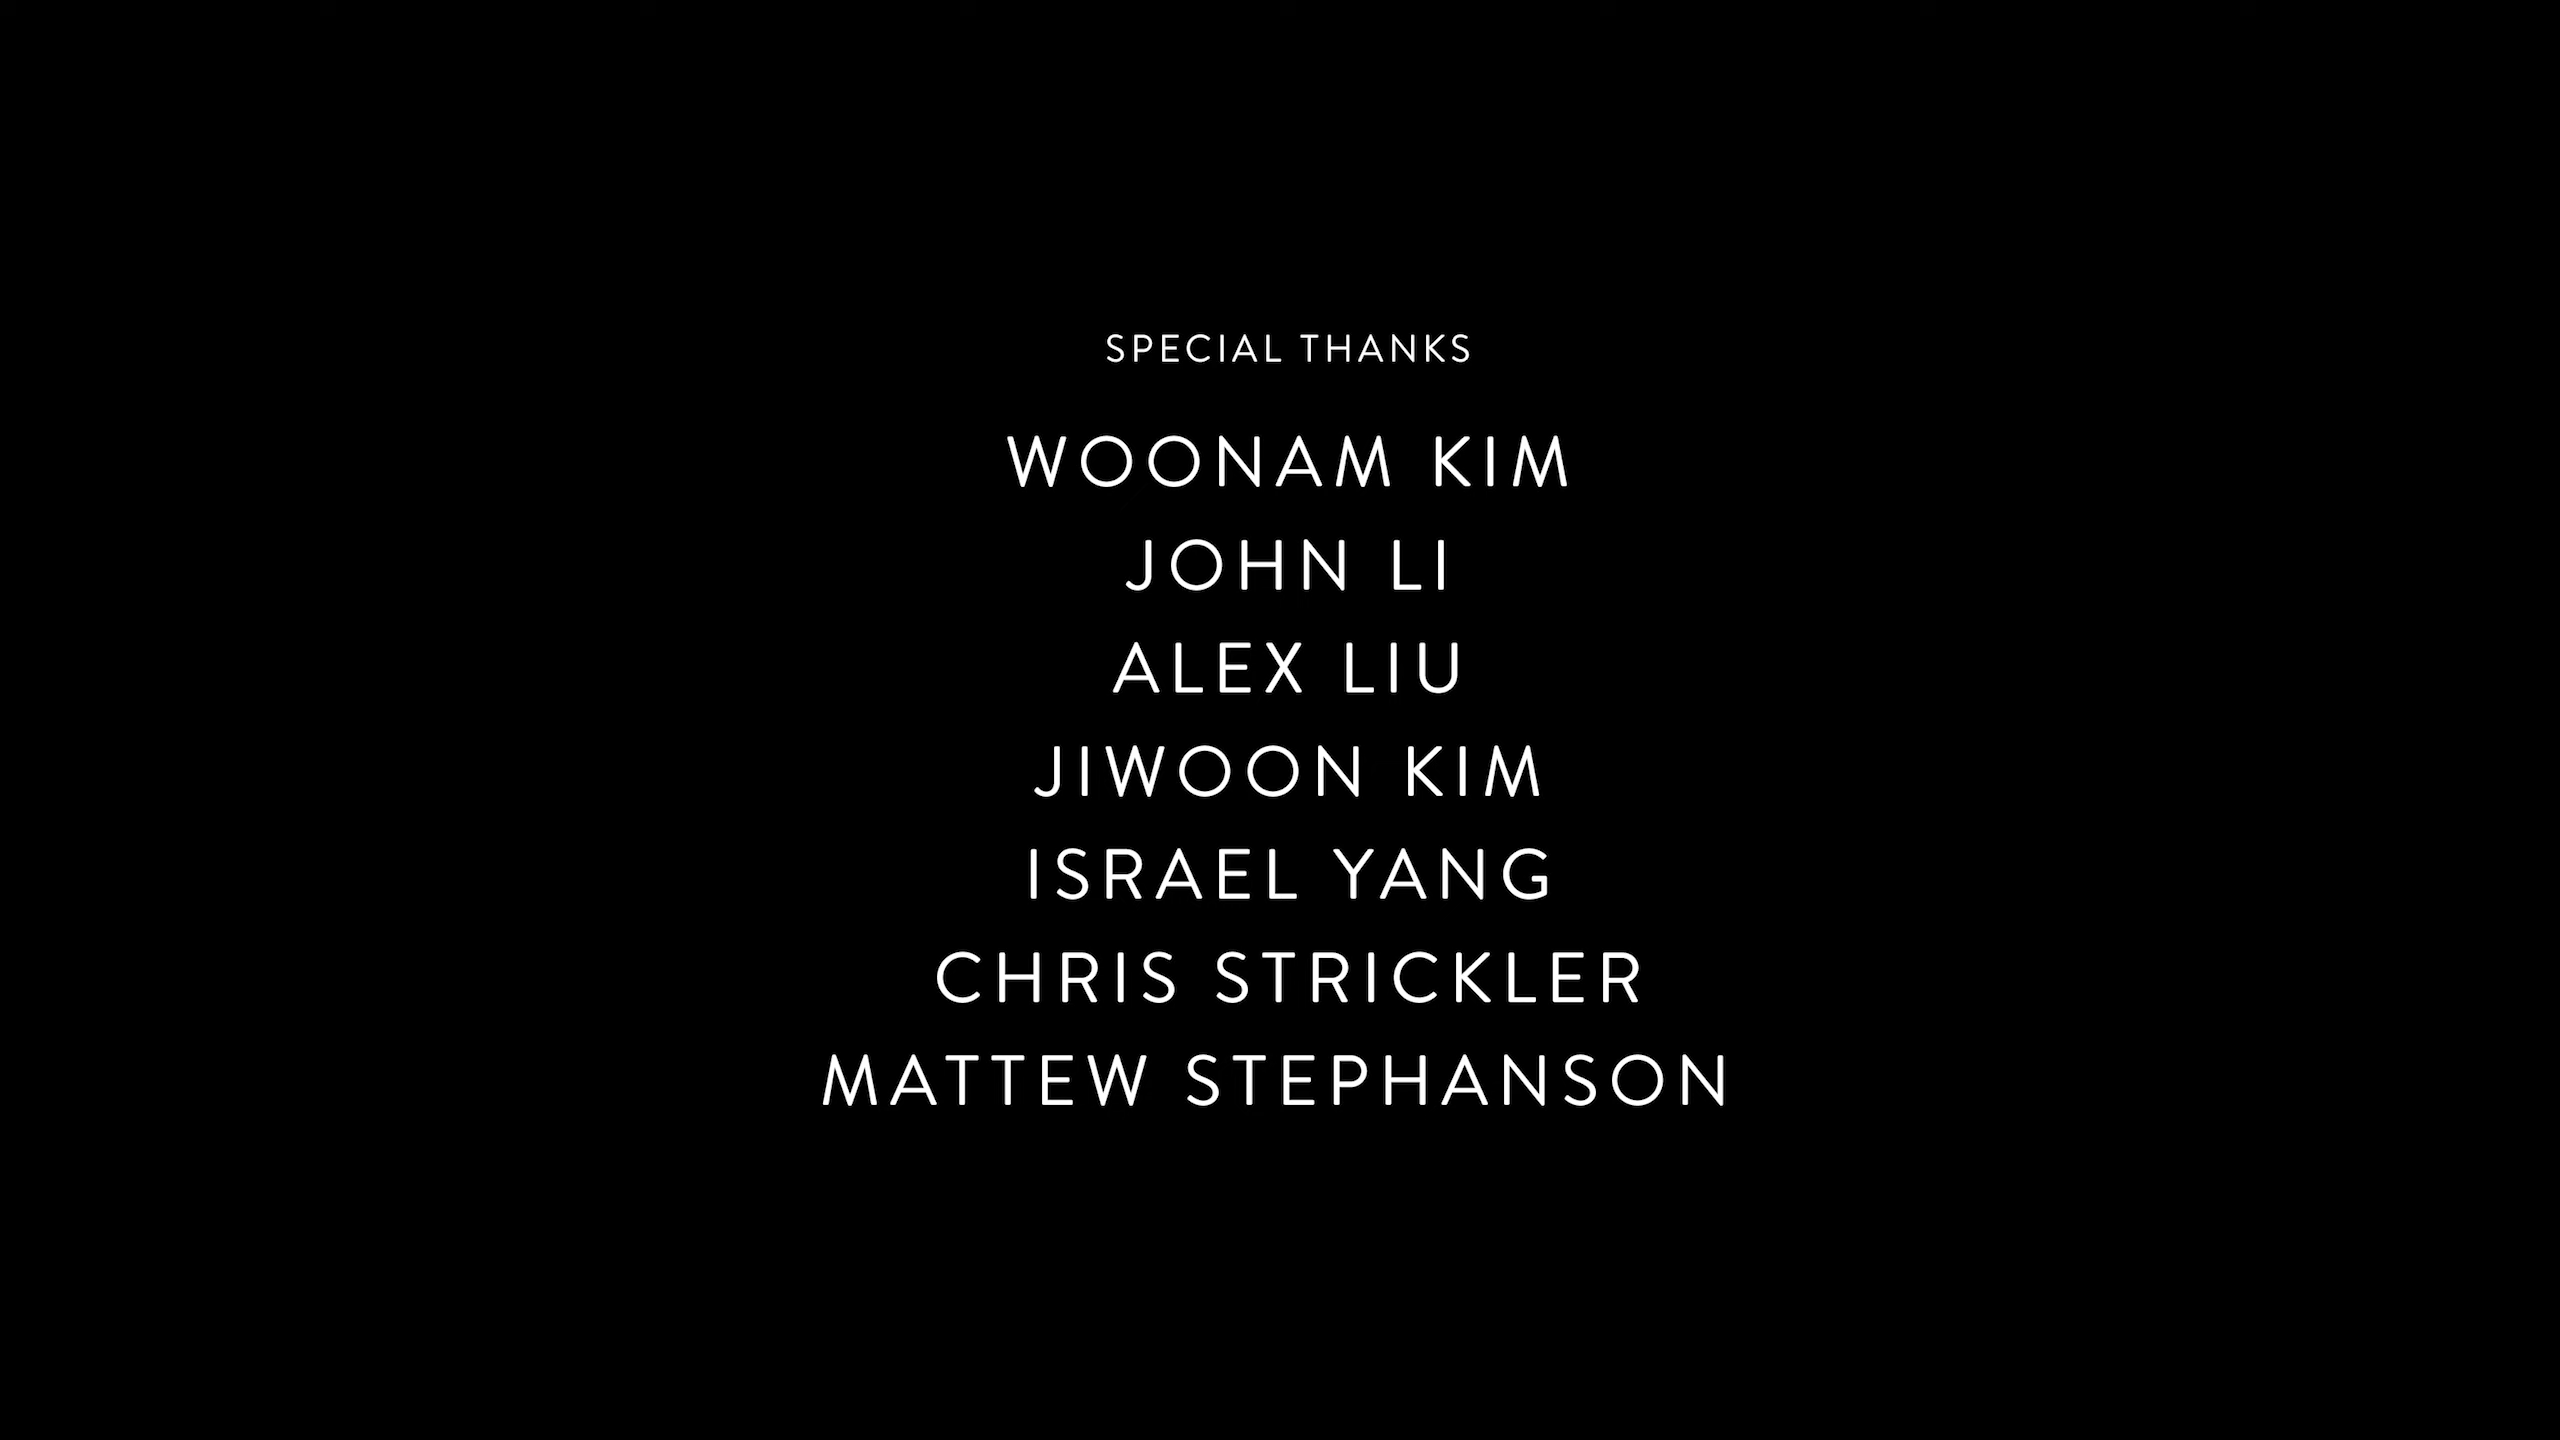 SPECIAL THANKS
WOONAM KIM
JOHN LI
ALEX LIU
JIWOON KIM
ISRAEL YANG
CHRIS STRICKLER
MATTEW STEPHANSON